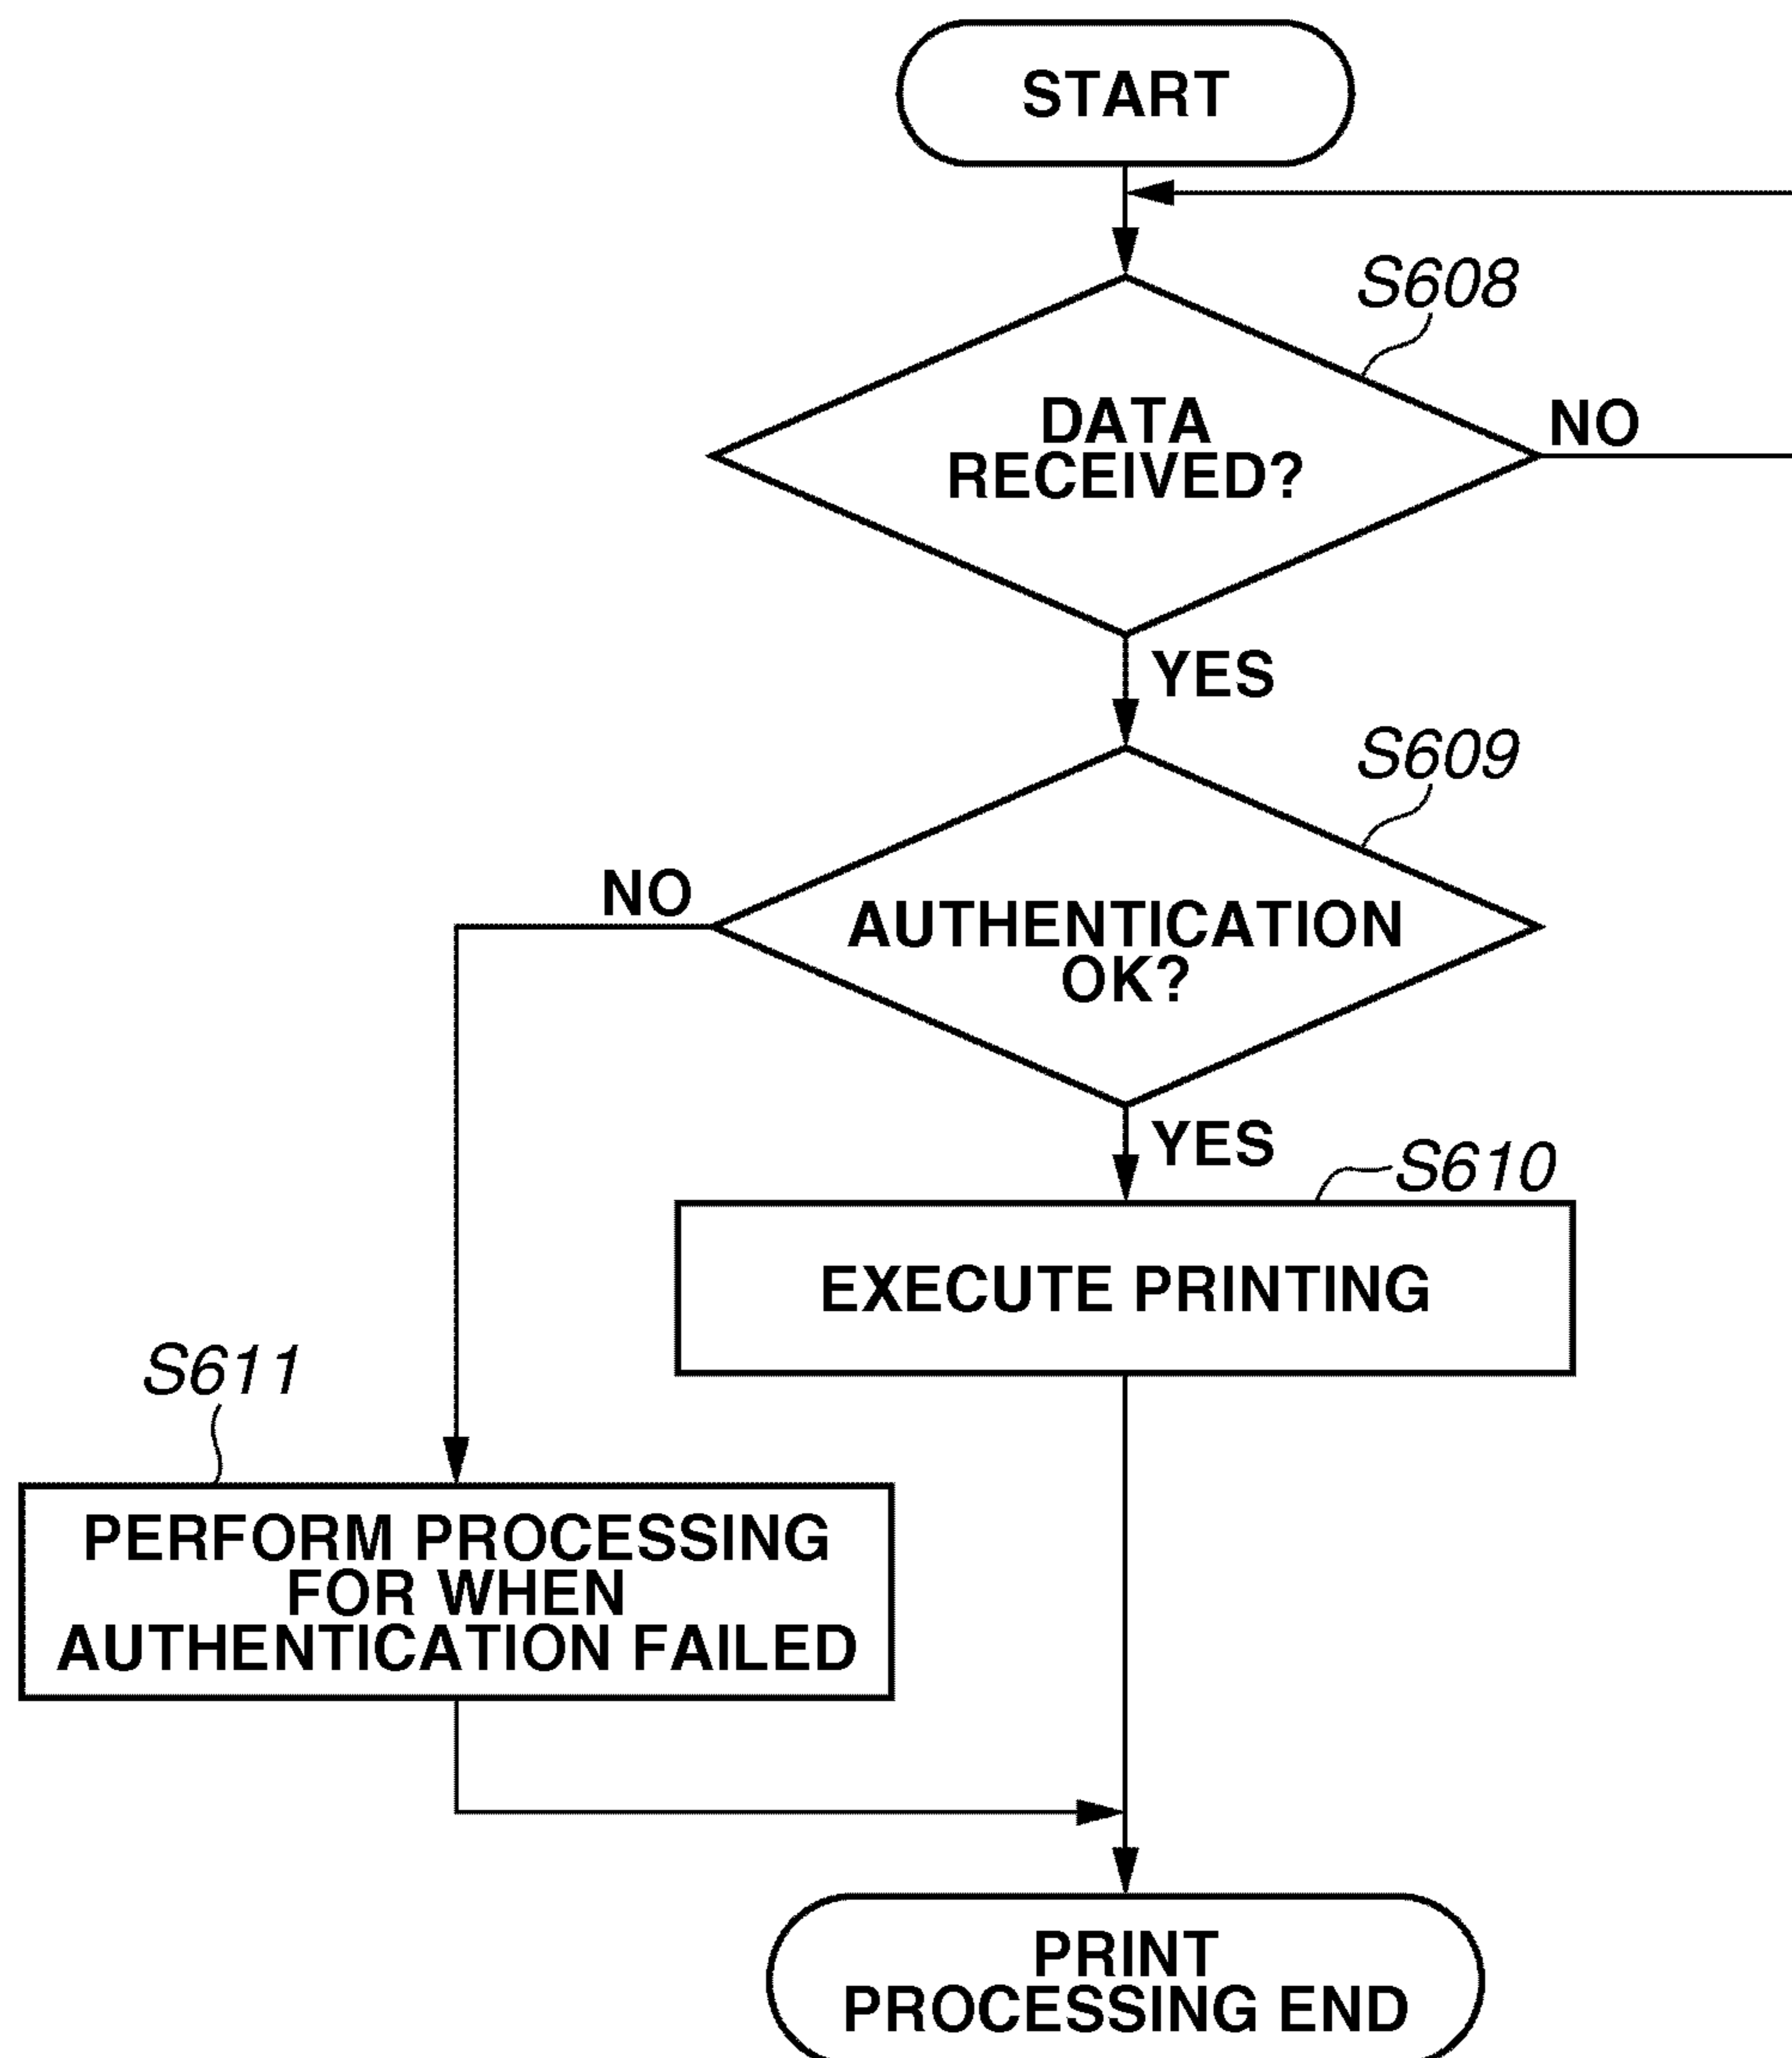 START
S608
DATA
RECEIVED?
NO
YES
S609
NO
AUTHENTICATION
OK?
YES
S610
EXECUTE PRINTING
S611
PERFORM PROCESSING
FOR WHEN
AUTHENTICATION FAILED
PRINT
PROCESSING END